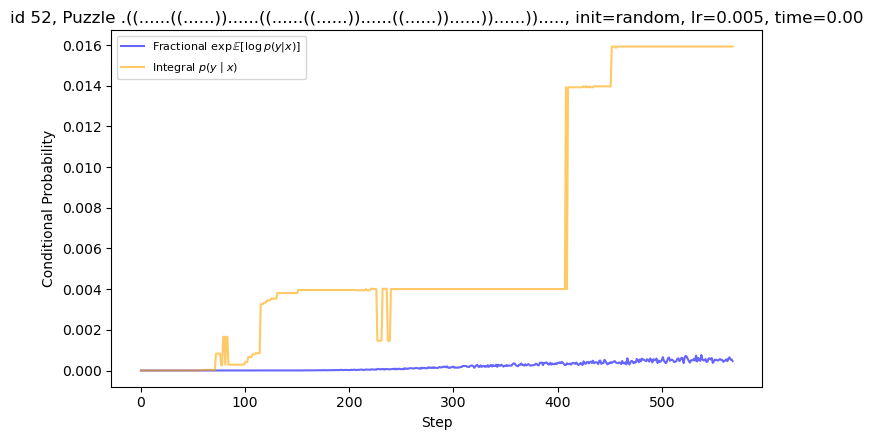 id 52, Puzzle .((......((......))......((......((......))......((......))......))......))....., init=random, lr=0.005, time=0.00
Fractional exp𝔼[log p(y|x)]
Integral p(y | x)
0.016
0.014
0.012
0.010
0.008
0.006
0.004
0.002
0.000
Conditional Probability
0 100 200 300 400 500
Step